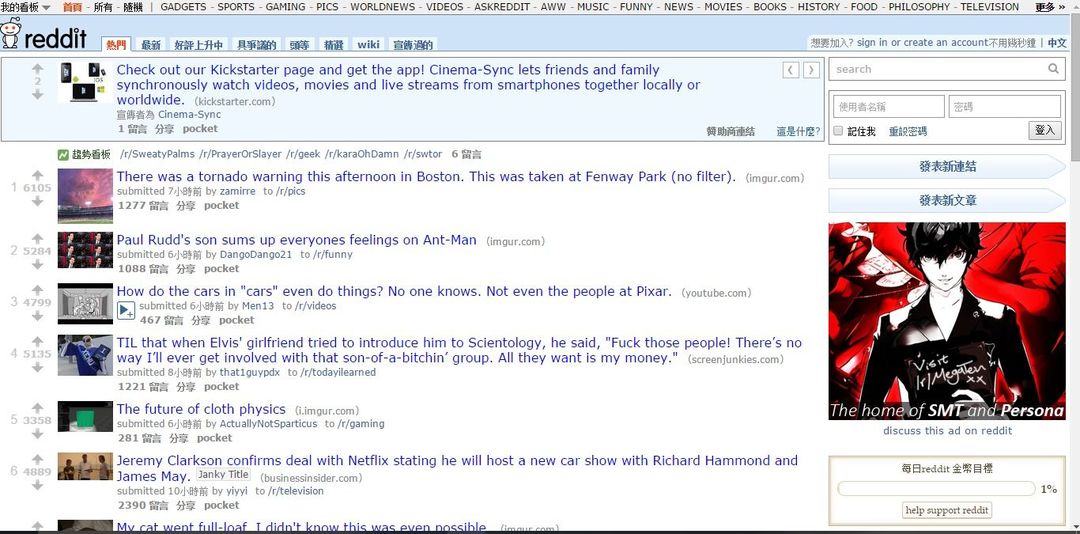 我的看板 首頁 - 所有 - 隨機 | GADGETS - SPORTS - GAMING - PICS - WORLDNEWS - VIDEOS - ASKREDDIT - AWW - MUSIC - FUNNY - NEWS - MOVIES - BOOKS - HISTORY - FOOD - PHILOSOPHY - TELEVISION 更多 »
reddit 熱門 最新 好評上升中 具爭議的 頭等 精選 wiki 宣傳過的
想要加入? sign in or create an account不用幾秒鐘 | 中文
2
Check out our Kickstarter page and get the app! Cinema-Sync lets friends and family
synchronously watch videos, movies and live streams from smartphones together locally or
worldwide. (kickstarter.com)
宣傳者為 Cinema-Sync
1 留言 分享 pocket
贊助商連結 這是什麼?
趨勢看板 /r/SweatyPalms /r/PrayerOrSlayer /r/geek /r/karaOhDamn /r/swtor 6 留言
1 6105 There was a tornado warning this afternoon in Boston. This was taken at Fenway Park (no filter). (imgur.com)
submitted 7小時前 by zamirre to /r/pics
1277 留言 分享 pocket
2 5284 Paul Rudd's son sums up everyones feelings on Ant-Man (imgur.com)
submitted 6小時前 by DangoDango21 to /r/funny
1088 留言 分享 pocket
3 4799 How do the cars in "cars" even do things? No one knows. Not even the people at Pixar. (youtube.com)
submitted 6小時前 by Men13 to /r/videos
467 留言 分享 pocket
4 5135 TIL that when Elvis' girlfriend tried to introduce him to Scientology, he said, "Fuck those people! There’s no
way I’ll ever get involved with that son-of-a-bitchin’ group. All they want is my money." (screenjunkies.com)
submitted 8小時前 by that1guypdx to /r/todayilearned
1221 留言 分享 pocket
5 3358 The future of cloth physics (i.imgur.com)
submitted 6小時前 by ActuallyNotSparticus to /r/gaming
281 留言 分享 pocket
6 4889 Jeremy Clarkson confirms deal with Netflix stating he will host a new car show with Richard Hammond and
James May. Janky Title (businessinsider.com)
submitted 10小時前 by yiyyi to /r/television
2390 留言 分享 pocket
My cat went full-loaf. I didn't know this was even possible. (imgur.com)
search
使用者名稱 密碼
記住我 重設密碼 登入
發表新連結
發表新文章
Visit
/r/Megaten
xx
The home of SMT and Persona
discuss this ad on reddit
每日reddit 金幣目標
1%
help support reddit